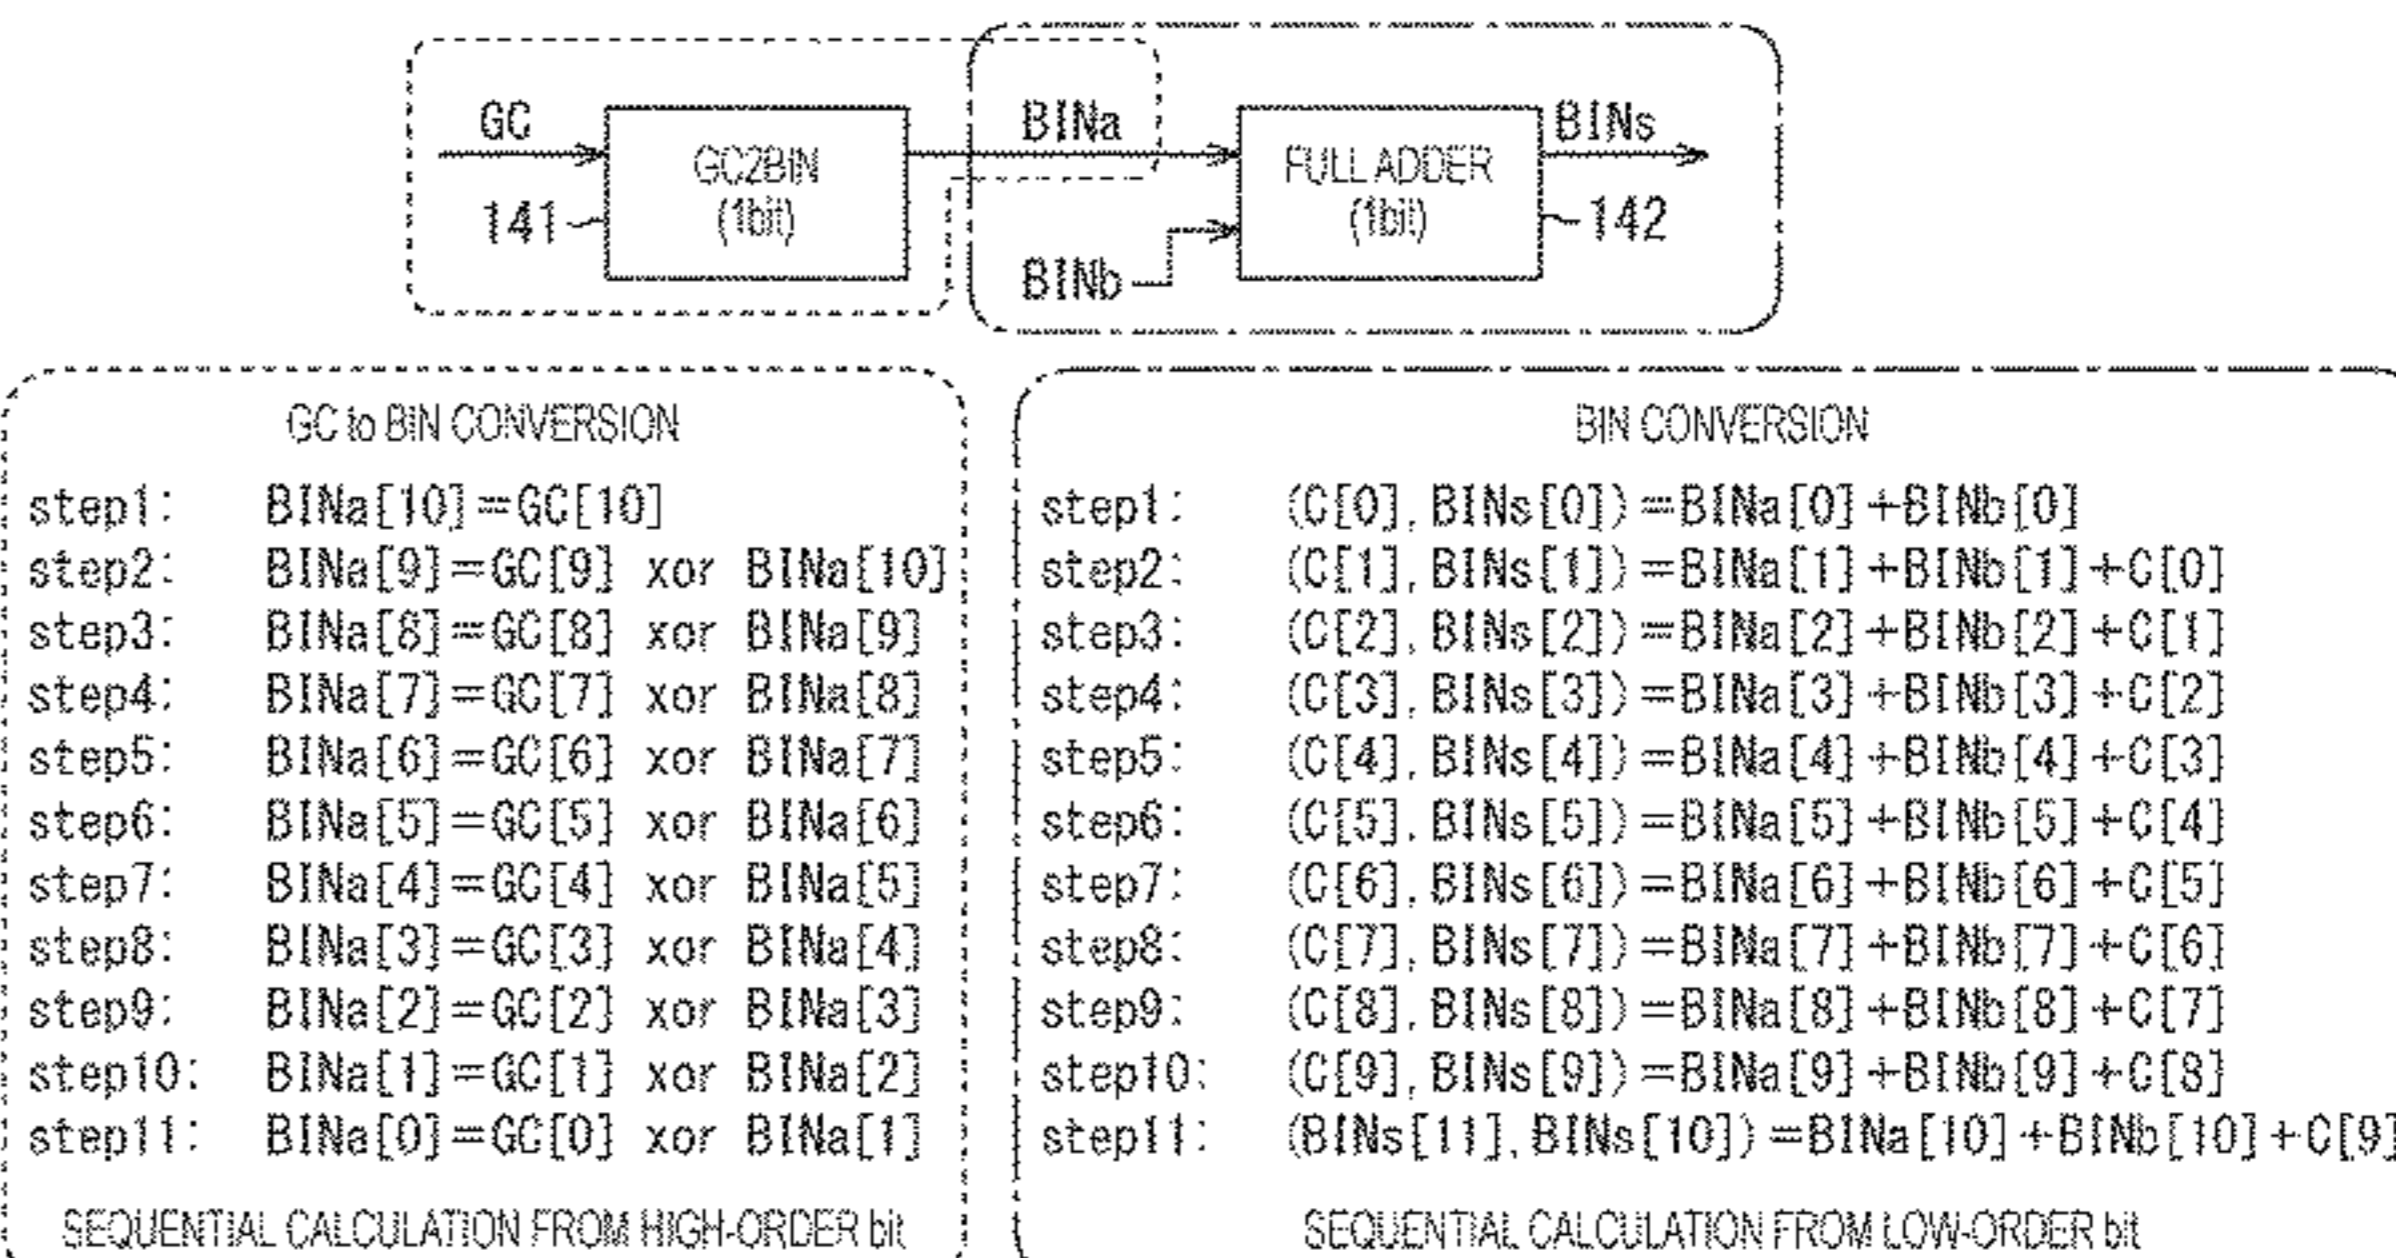 GC
BINa
BINs
GC2BIN
(1bit)
FULL ADDER
(1bit)
141
142
BINb
GC to BIN CONVERSION
step1: BINa[10]=GC[10]
step2: BINa[9]=GC[9] xor BINa[10]
step3: BINa[8]=GC[8] xor BINa[9]
step4: BINa[7]=GC[7] xor BINa[8]
step5: BINa[6]=GC[6] xor BINa[7]
step6: BINa[5]=GC[5] xor BINa[6]
step7: BINa[4]=GC[4] xor BINa[5]
step8: BINa[3]=GC[3] xor BINa[4]
step9: BINa[2]=GC[2] xor BINa[3]
step10: BINa[1]=GC[1] xor BINa[2]
step11: BINa[0]=GC[0] xor BINa[1]
SEQUENTIAL CALCULATION FROM HIGH-ORDER bit
BIN CONVERSION
step1: (C[0], BINs[0])=BINa[0]+BINb[0]
step2: (C[1], BINs[1])=BINa[1]+BINb[1]+C[0]
step3: (C[2], BINs[2])=BINa[2]+BINb[2]+C[1]
step4: (C[3], BINs[3])=BINa[3]+BINb[3]+C[2]
step5: (C[4], BINs[4])=BINa[4]+BINb[4]+C[3]
step6: (C[5], BINs[5])=BINa[5]+BINb[5]+C[4]
step7: (C[6], BINs[6])=BINa[6]+BINb[6]+C[5]
step8: (C[7], BINs[7])=BINa[7]+BINb[7]+C[6]
step9: (C[8], BINs[8])=BINa[8]+BINb[8]+C[7]
step10: (C[9], BINs[9])=BINa[9]+BINb[9]+C[8]
step11: (BINs[11], BINs[10])=BINa[10]+BINb[10]+C[9]
SEQUENTIAL CALCULATION FROM LOW-ORDER bit